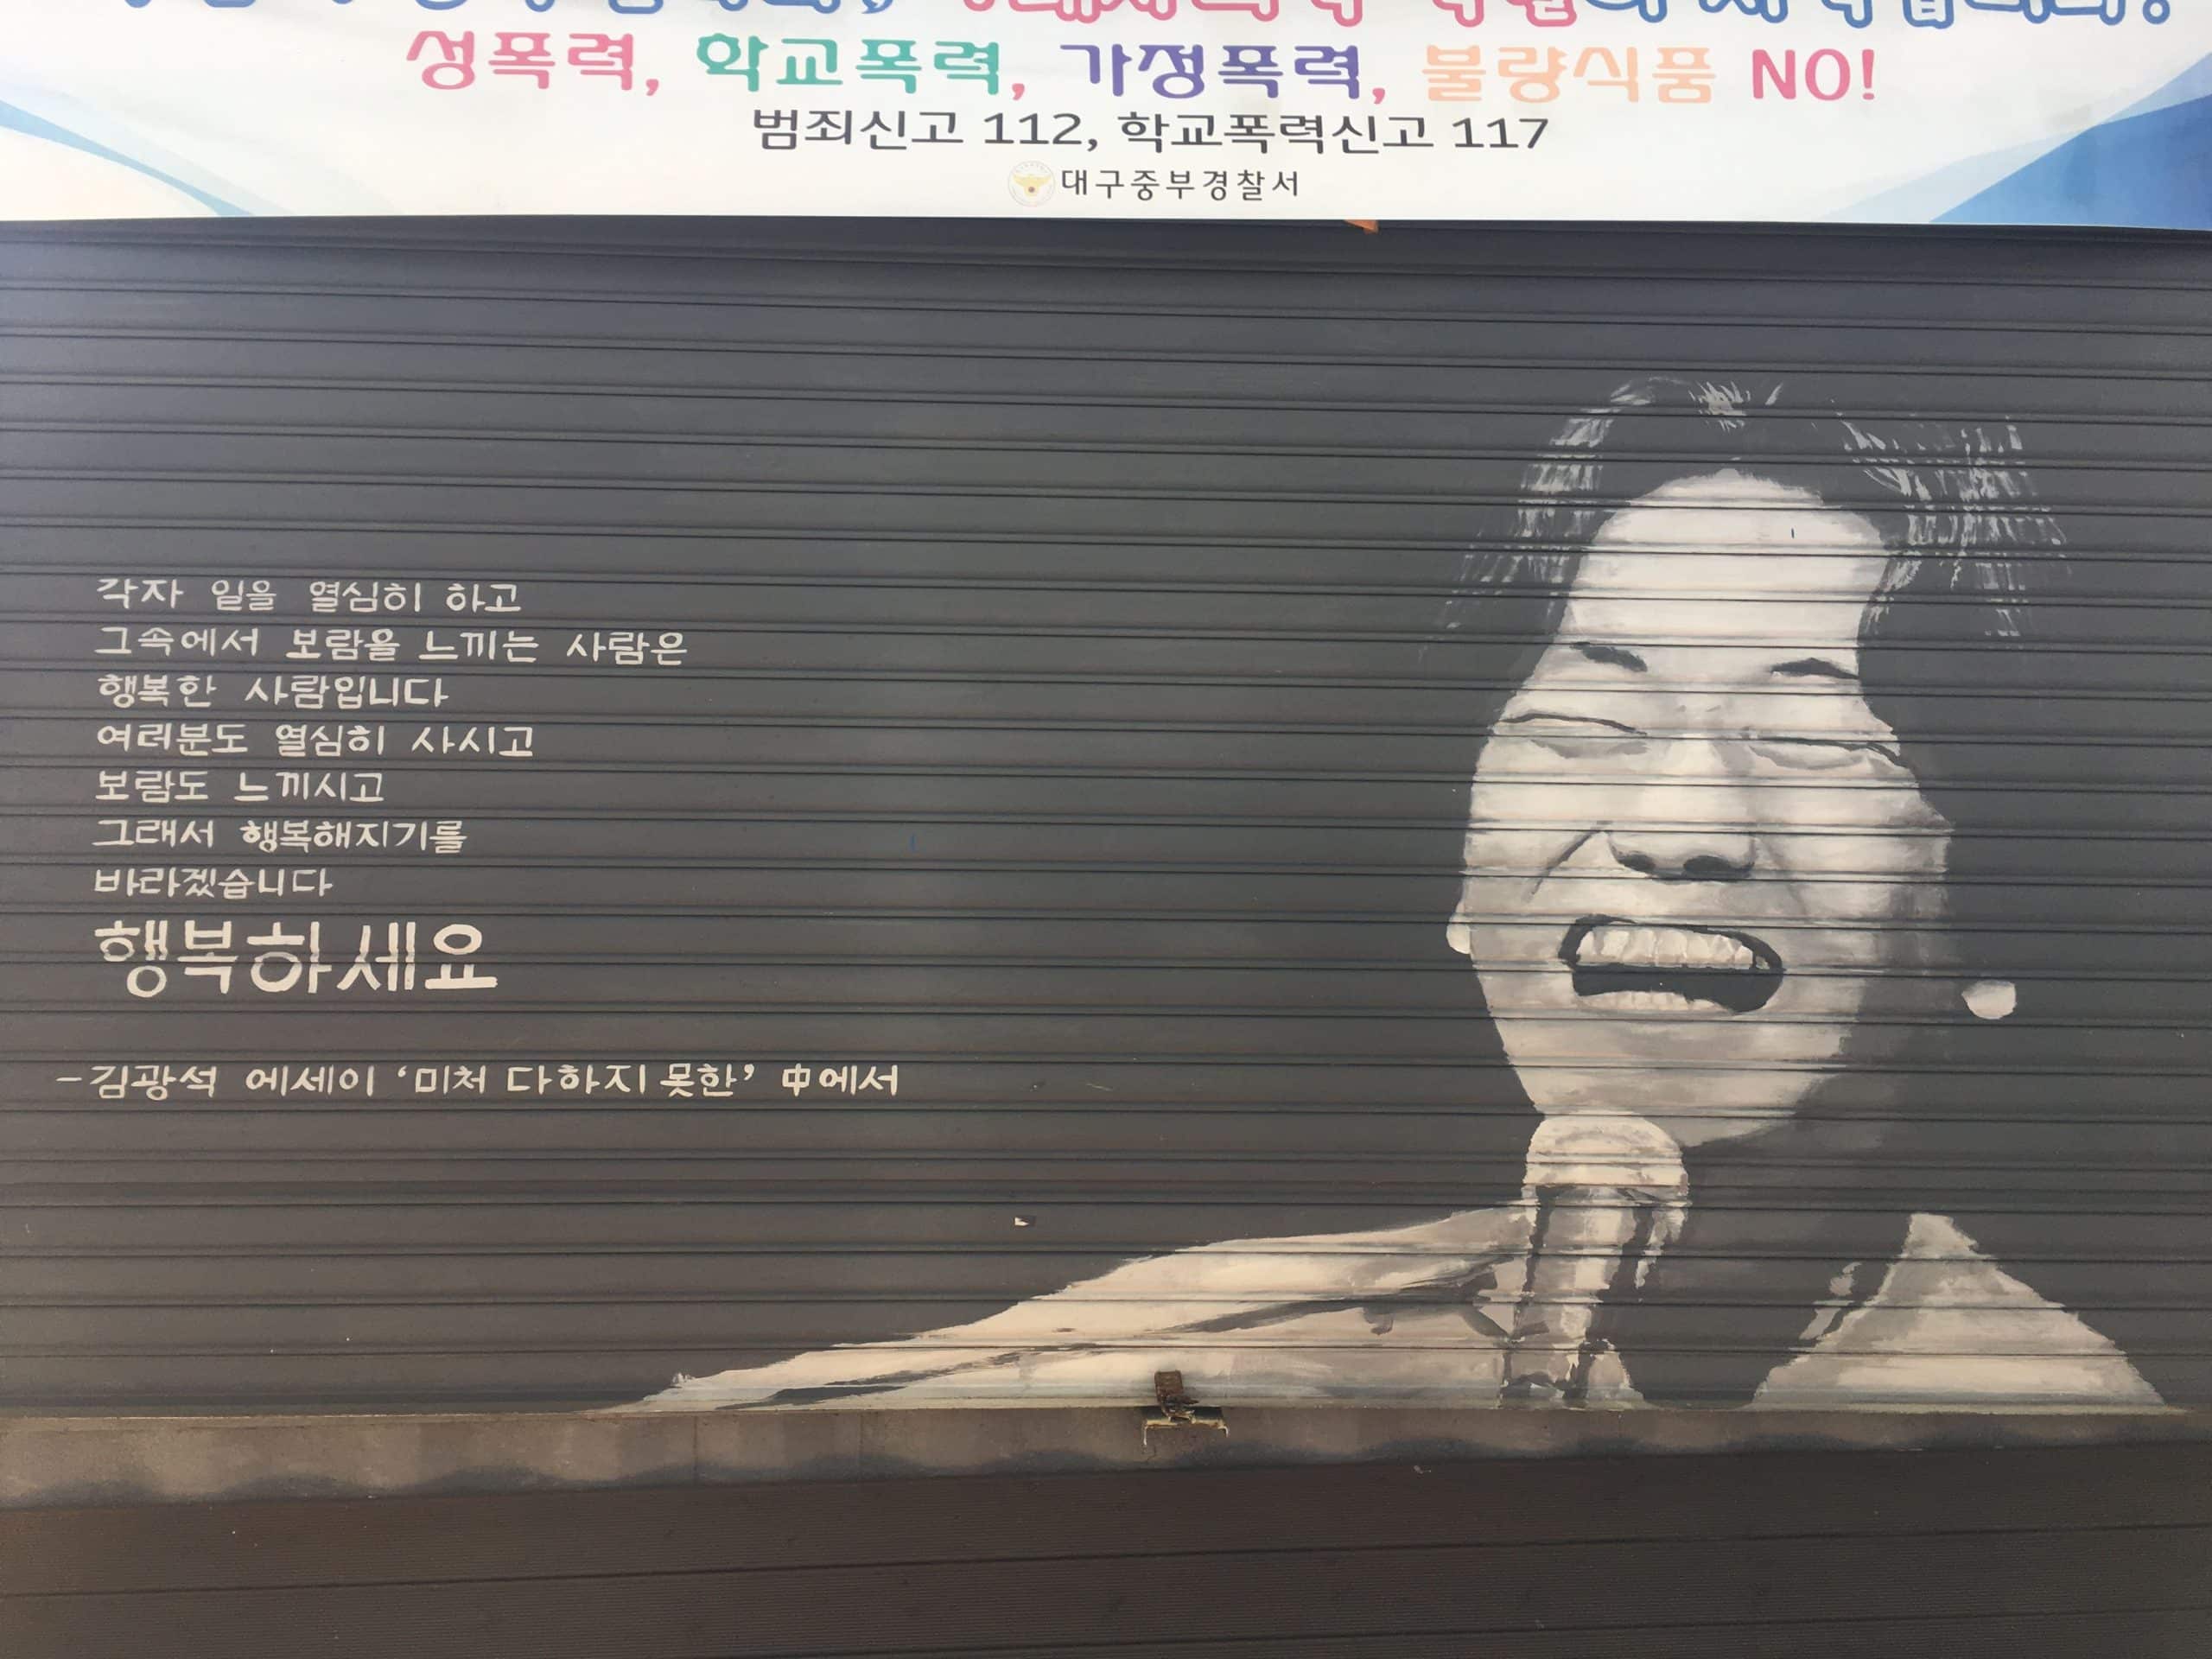 성폭력, 학교폭력, 가정폭력, 불량식품 NO!
범죄신고 112, 학교폭력신고 117
대구중부경찰서
각자 일을 열심히 하고
그속에서 보람을 느끼는 사람은
행복한 사람입니다
여러분도 열심히 사시고
보람도 느끼시고
그래서 행복해지기를
바라겠습니다
행복하세요
-김광석 에세이 ‘미처 다하지 못한’ 中에서